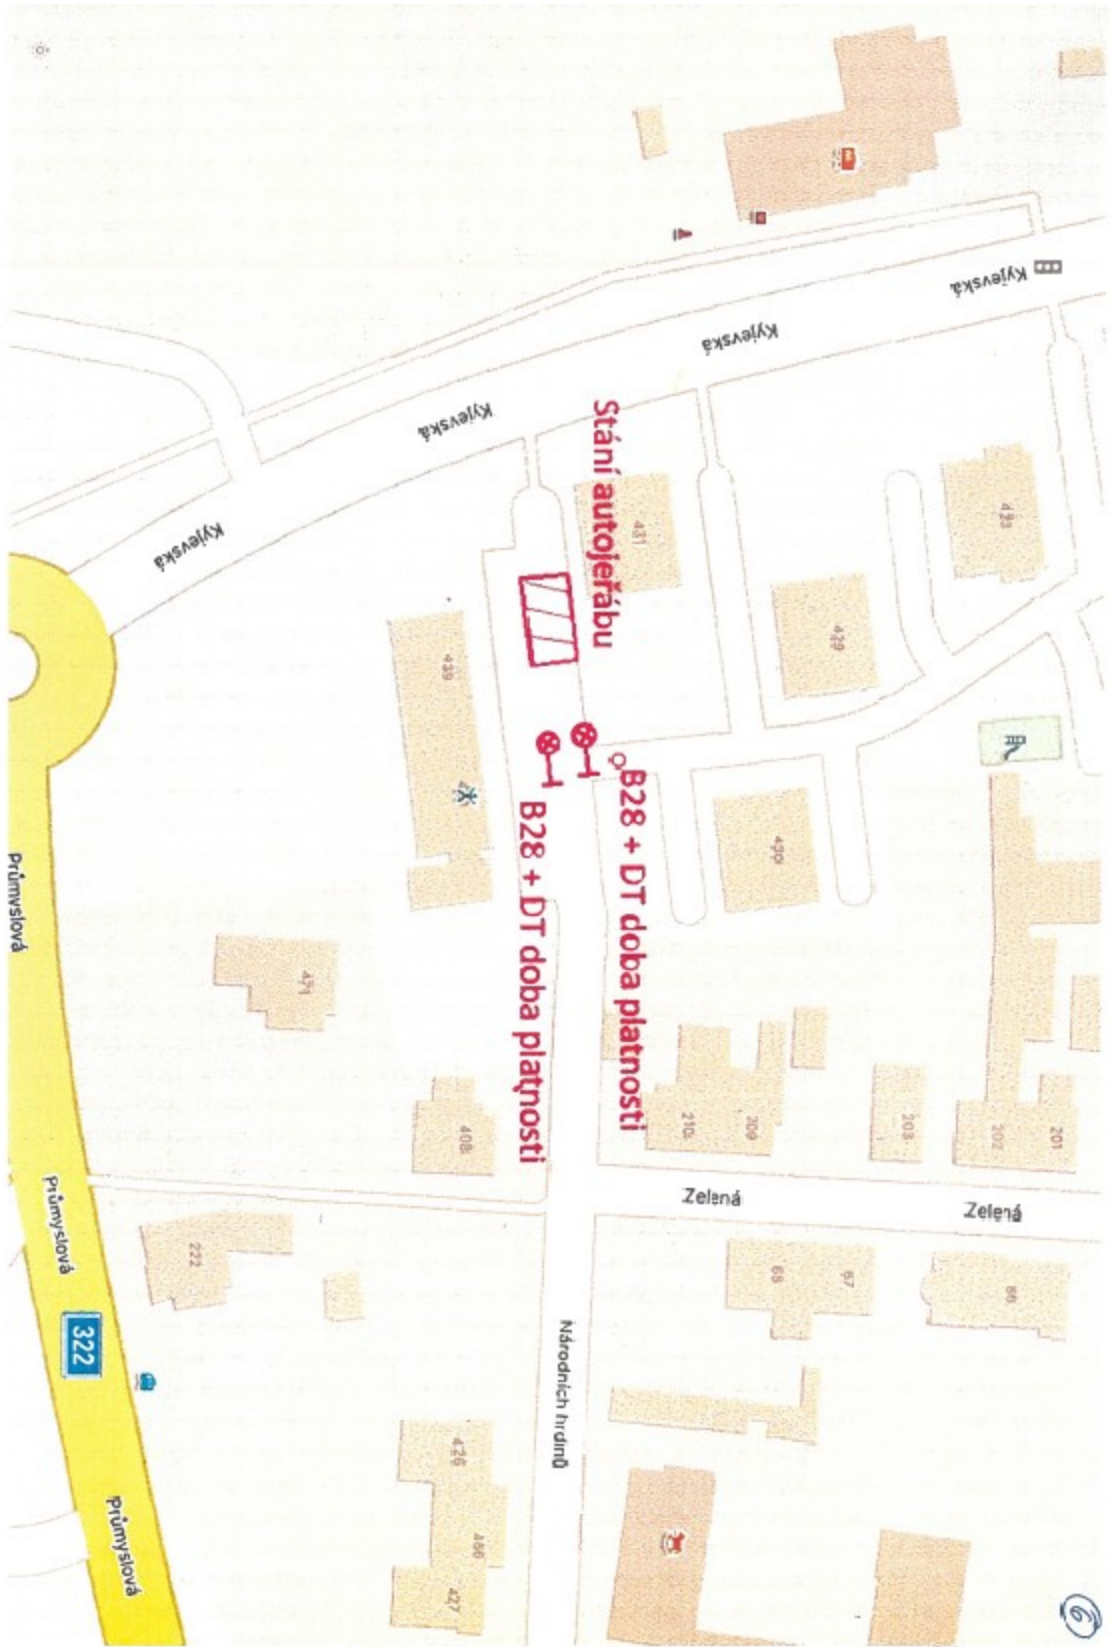 Kyjevská
Kyjevská
Kyjevská
Kyjevská
Stání autojeřábu
431
433
429
439
430
B28 + DT doba platnosti
B28 + DT doba platnosti
Průmyslová
471
408
210
209
203
202
201
Zelená
Zelená
Průmyslová
222
68
67
322
Národních hrdinů
426
466
427
Průmyslová
6